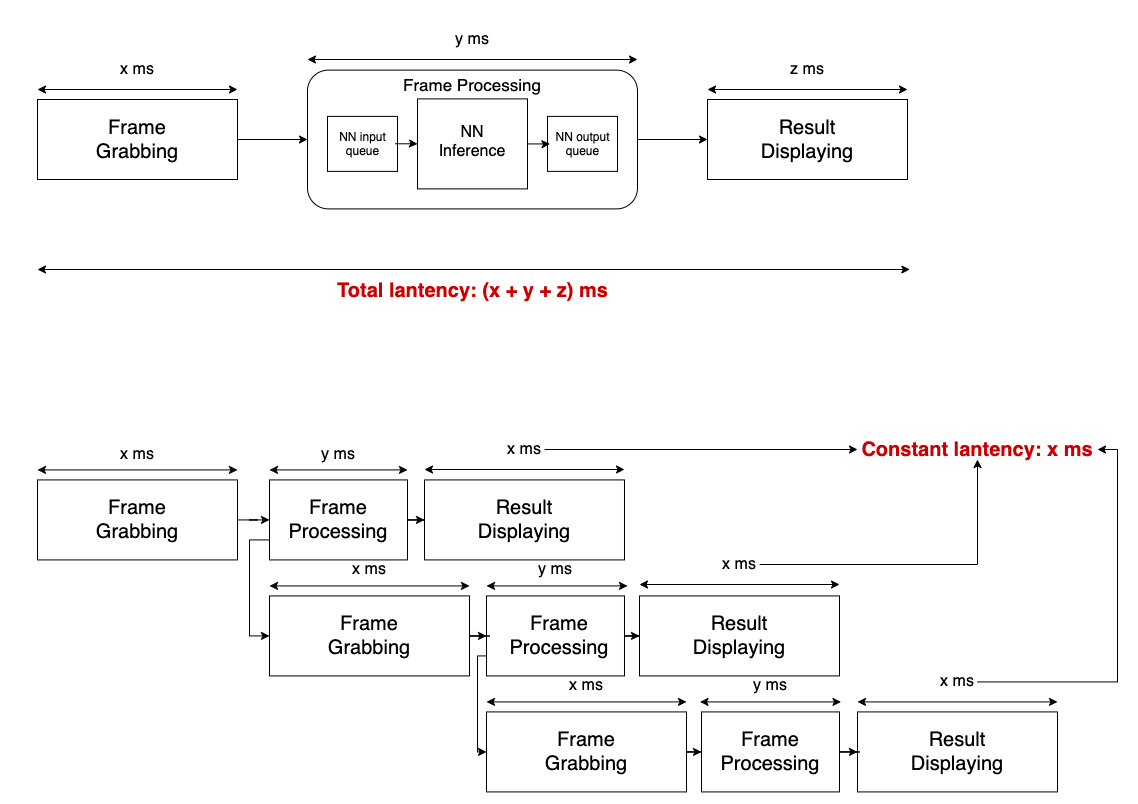 y ms
x ms
z ms
Frame Processing
Frame
Grabbing
NN input
queue
NN
Inference
NN output
queue
Result
Displaying
Total lantency: (x + y + z) ms
x ms
y ms
x ms
Constant lantency: x ms
Frame
Grabbing
Frame
Processing
Result
Displaying
x ms
y ms
x ms
Frame
Grabbing
Frame
Processing
Result
Displaying
x ms
y ms
x ms
Frame
Grabbing
Frame
Processing
Result
Displaying